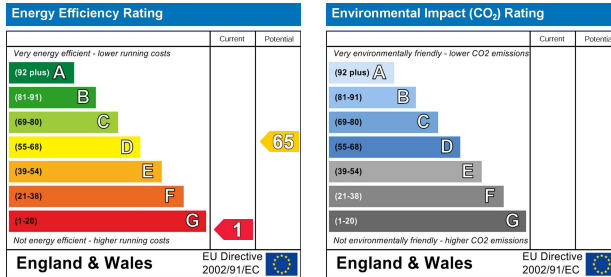 Energy Efficiency Rating
Current Potential
Very energy efficient - lower running costs
(92 plus) A
(81-91) B
(69-80) C
(55-68) D
65
(39-54) E
(21-38) F
(1-20) G
1
Not energy efficient - higher running costs
England & Wales
EU Directive
2002/91/EC
Environmental Impact (CO₂) Rating
Current Potentia
Very environmentally friendly - lower CO2 emissions
(92 plus) A
(81-91) B
(69-80) C
(55-68) D
(39-54) E
(21-38) F
(1-20) G
Not environmentally friendly - higher CO2 emissions
England & Wales
EU Directive
2002/91/EC